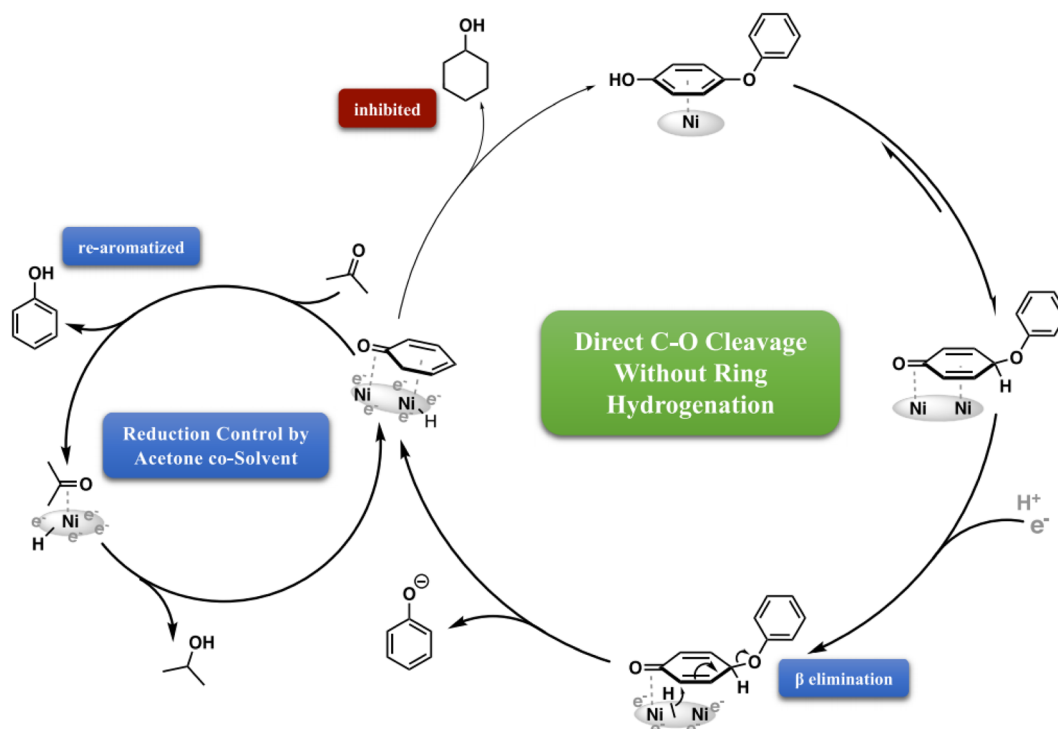 OH
inhibited
HO
O
Ni
re-aromatized
OH
O
O
e-
Ni
e-
e-
Ni
e-
e-
H
Direct C-O Cleavage
Without Ring
Hydrogenation
O
O
H
Ni
Ni
Reduction Control by
Acetone co-Solvent
O
e-
Ni
e-
e-
e-
H
H+
e-
O⊖
OH
O
O
H
H
e-
Ni
e-
Ni
e-
e-
β elimination